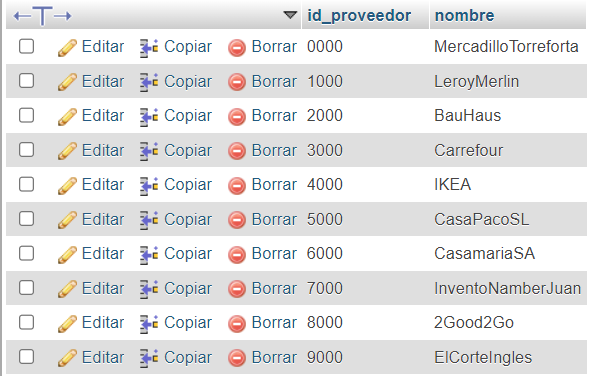 id_proveedor nombre
Editar Copiar Borrar 0000 MercadilloTorreforta
Editar Copiar Borrar 1000 LeroyMerlin
Editar Copiar Borrar 2000 BauHaus
Editar Copiar Borrar 3000 Carrefour
Editar Copiar Borrar 4000 IKEA
Editar Copiar Borrar 5000 CasaPacoSL
Editar Copiar Borrar 6000 CasamariaSA
Editar Copiar Borrar 7000 InventoNamberJuan
Editar Copiar Borrar 8000 2Good2Go
Editar Copiar Borrar 9000 ElCorteIngles